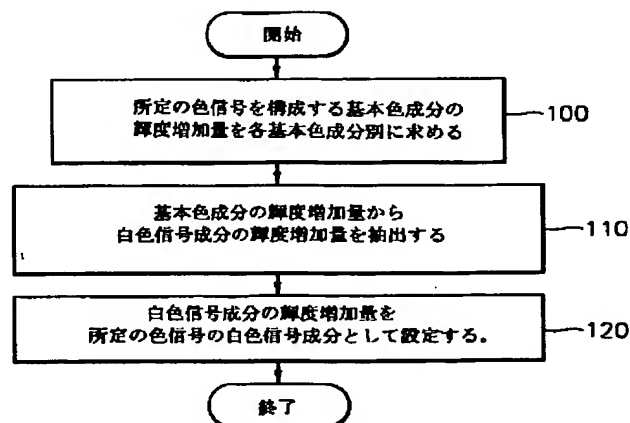 開始
所定の色信号を構成する基本色成分の
輝度増加量を各基本色成分別に求める
100
基本色成分の輝度増加量から
白色信号成分の輝度増加量を抽出する
110
白色信号成分の輝度増加量を
所定の色信号の白色信号成分として設定する。
120
終了